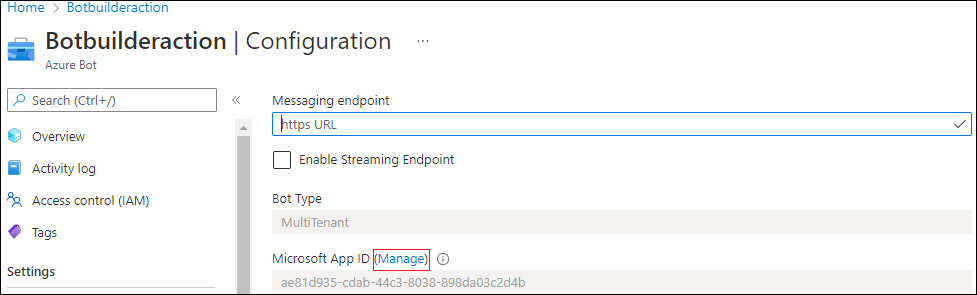 Home > Botbuilderaction
Botbuilderaction | Configuration ...
Azure Bot
Search (Ctrl+/)
«
Overview
Activity log
Access control (IAM)
Tags
Settings
Messaging endpoint
https URL
Enable Streaming Endpoint
Bot Type
MultiTenant
Microsoft App ID (Manage)
ae81d935-cdab-44c3-8038-898da03c2d4b